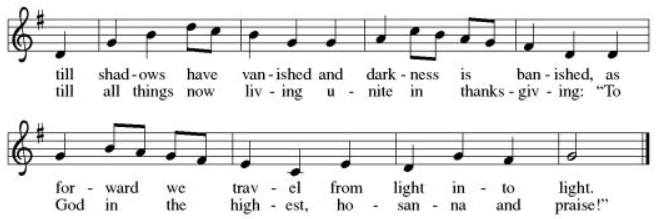 till shad - ows have van - ished and dark - ness is ban - ished, as
till all things now liv - ing u - nite in thanks - giv - ing: “To
for - ward we trav - el from light in - to light.
God in the high - est, ho - san - na and praise!”